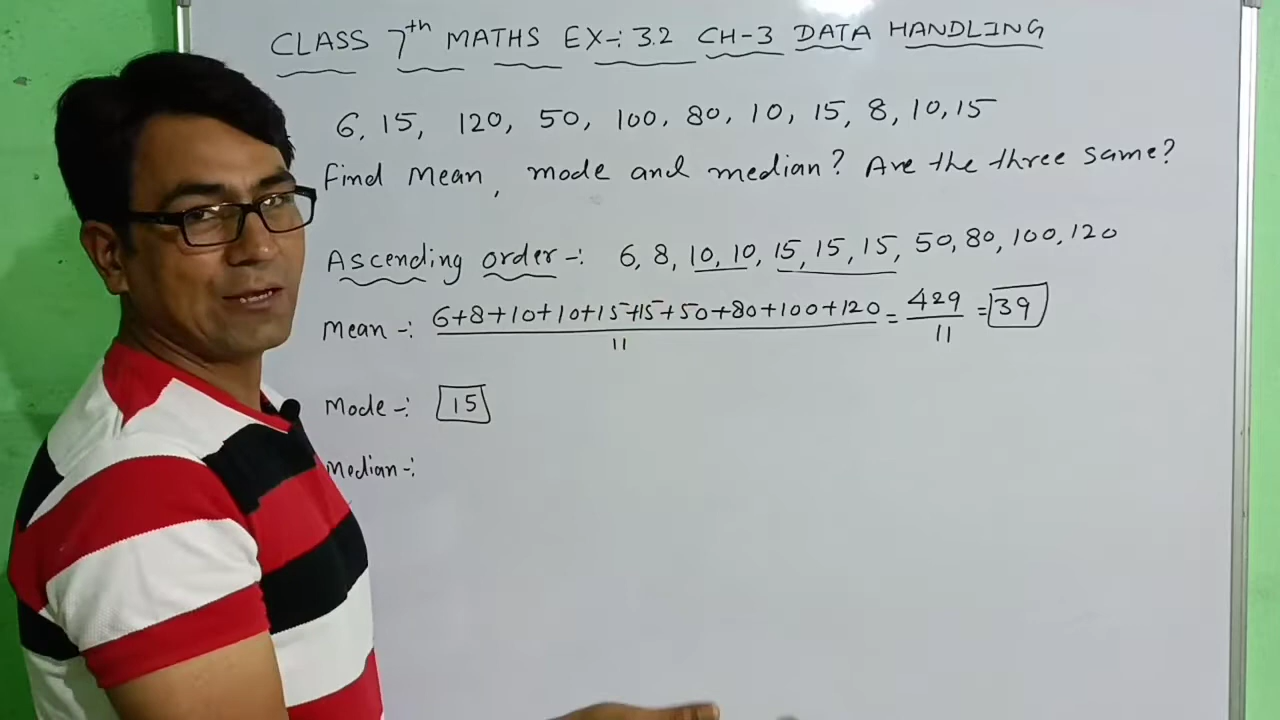 CLASS 7th MATHS EX-: 3.2 CH-3 DATA HANDLING
6, 15, 120, 50, 100, 80, 10, 15, 8, 10, 15
Find Mean, mode and median? Are the three same?
Ascending order-: 6, 8, 10, 10, 15, 15, 15, 50, 80, 100, 120
Mean-: 6+8+10+10+15+15+50+80+100+120/11 = 429/11 = 39
Mode-: 15
Median-: